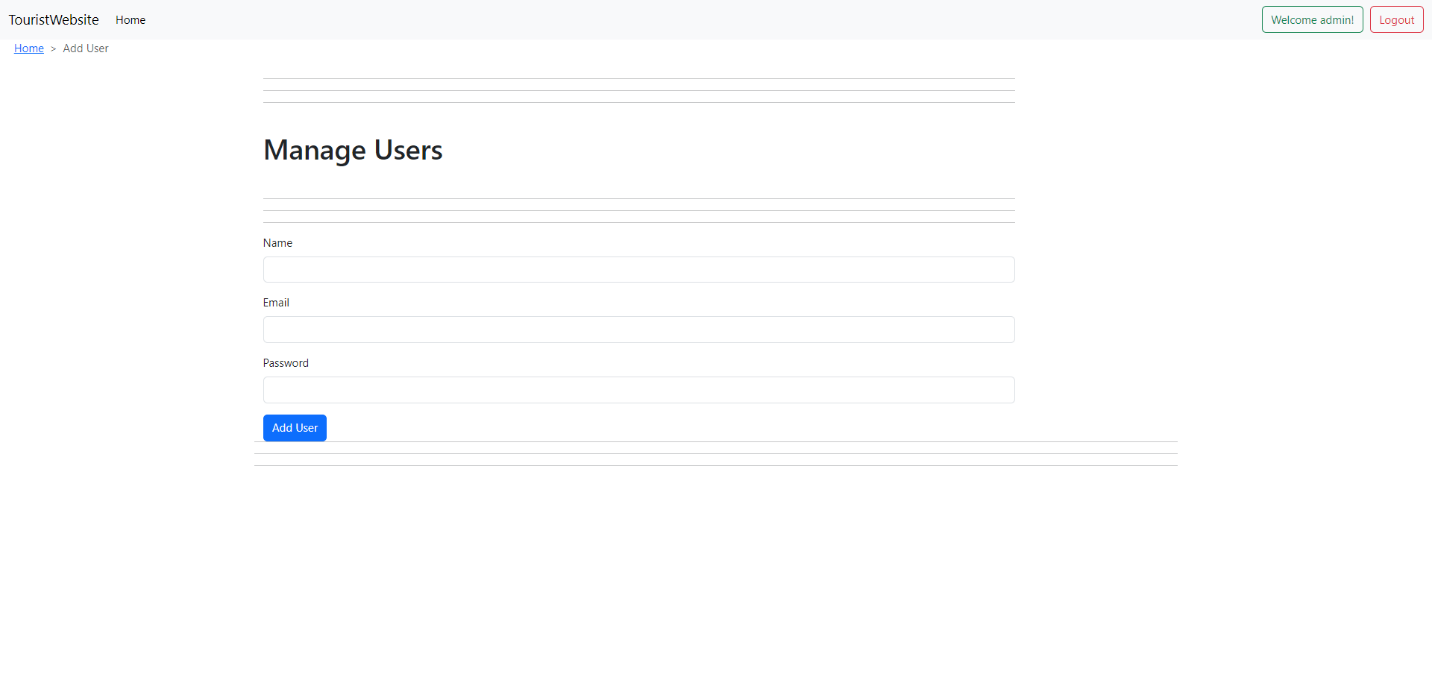 TouristWebsite Home Welcome admin! Logout
Home > Add User
Manage Users
Name
Email
Password
Add User